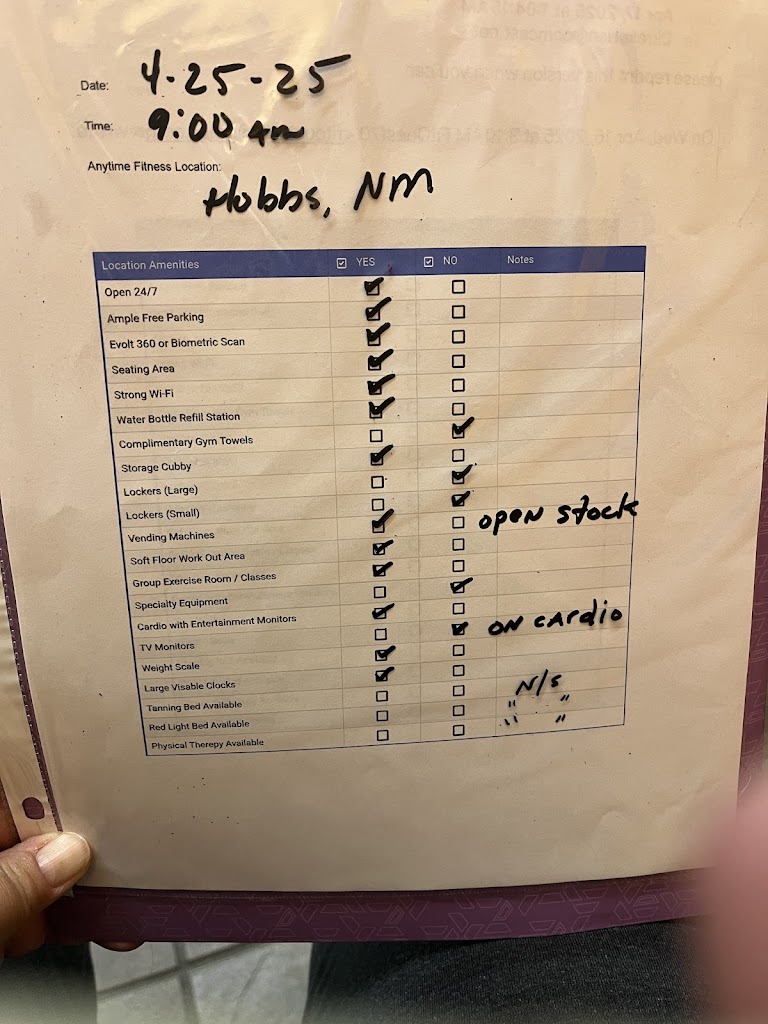 Date: 4-25-25
Time: 9:00 am
Anytime Fitness Location:
Hobbs, NM
Location Amenities YES NO Notes
Open 24/7
Ample Free Parking
Evolt 360 or Biometric Scan
Seating Area
Strong Wi-Fi
Water Bottle Refill Station
Complimentary Gym Towels
Storage Cubby
Lockers (Large)
Lockers (Small)
Vending Machines open stock
Soft Floor Work Out Area
Group Exercise Room / Classes
Specialty Equipment
Cardio with Entertainment Monitors
TV Monitors ON CARDIO
Weight Scale
Large Visable Clocks
Tanning Bed Available N/S
Red Light Bed Available " "
Physical Therepy Available " "